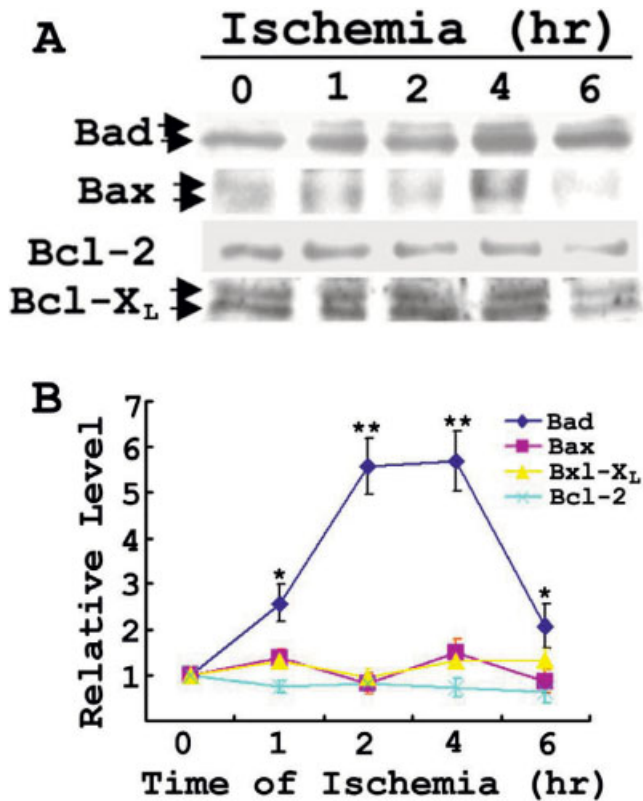 A
Ischemia (hr)
0 1 2 4 6
Bad
Bax
Bcl-2
Bcl-XL
B
7
6
5
4
3
2
1
Relative Level
* ** ** *
Bad
Bax
Bxl-XL
Bcl-2
0 1 2 4 6
Time of Ischemia (hr)